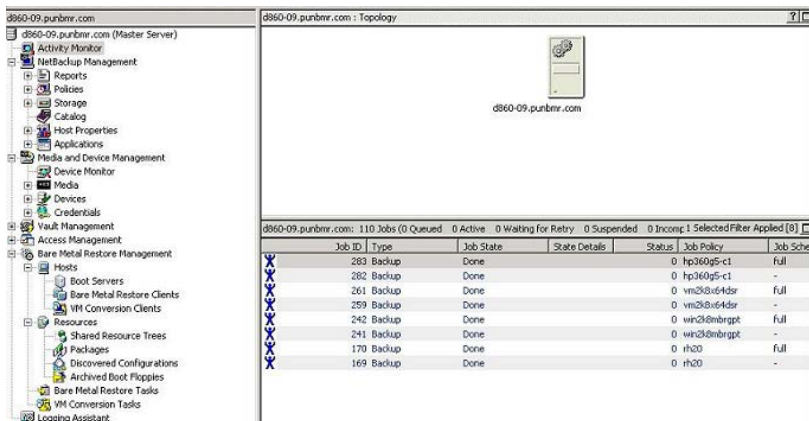 d860-09.punbmr.com
d860-09.punbmr.com (Master Server)
Activity Monitor
NetBackup Management
Reports
Policies
Storage
Catalog
Host Properties
Applications
Media and Device Management
Device Monitor
Media
Devices
Credentials
Vault Management
Access Management
Bare Metal Restore Management
Hosts
Boot Servers
Bare Metal Restore Clients
VM Conversion Clients
Resources
Shared Resource Trees
Packages
Discovered Configurations
Archived Boot Floppies
Bare Metal Restore Tasks
VM Conversion Tasks
Logging Assistant
d860-09.punbmr.com : Topology
d860-09.punbmr.com
d860-09.punbmr.com: 110 Jobs (0 Queued 0 Active 0 Waiting for Retry 0 Suspended 0 Incomp 1 Selected Filter Applied [8]
Job ID Type Job State State Details Status Job Policy Job Sche
283 Backup Done 0 hp360g5-c1 full
282 Backup Done 0 hp360g5-c1 -
261 Backup Done 0 vm2k8x64dsr full
259 Backup Done 0 vm2k8x64dsr -
242 Backup Done 0 win2k8mbrgpt full
241 Backup Done 0 win2k8mbrgpt -
170 Backup Done 0 rh20 full
169 Backup Done 0 rh20 -